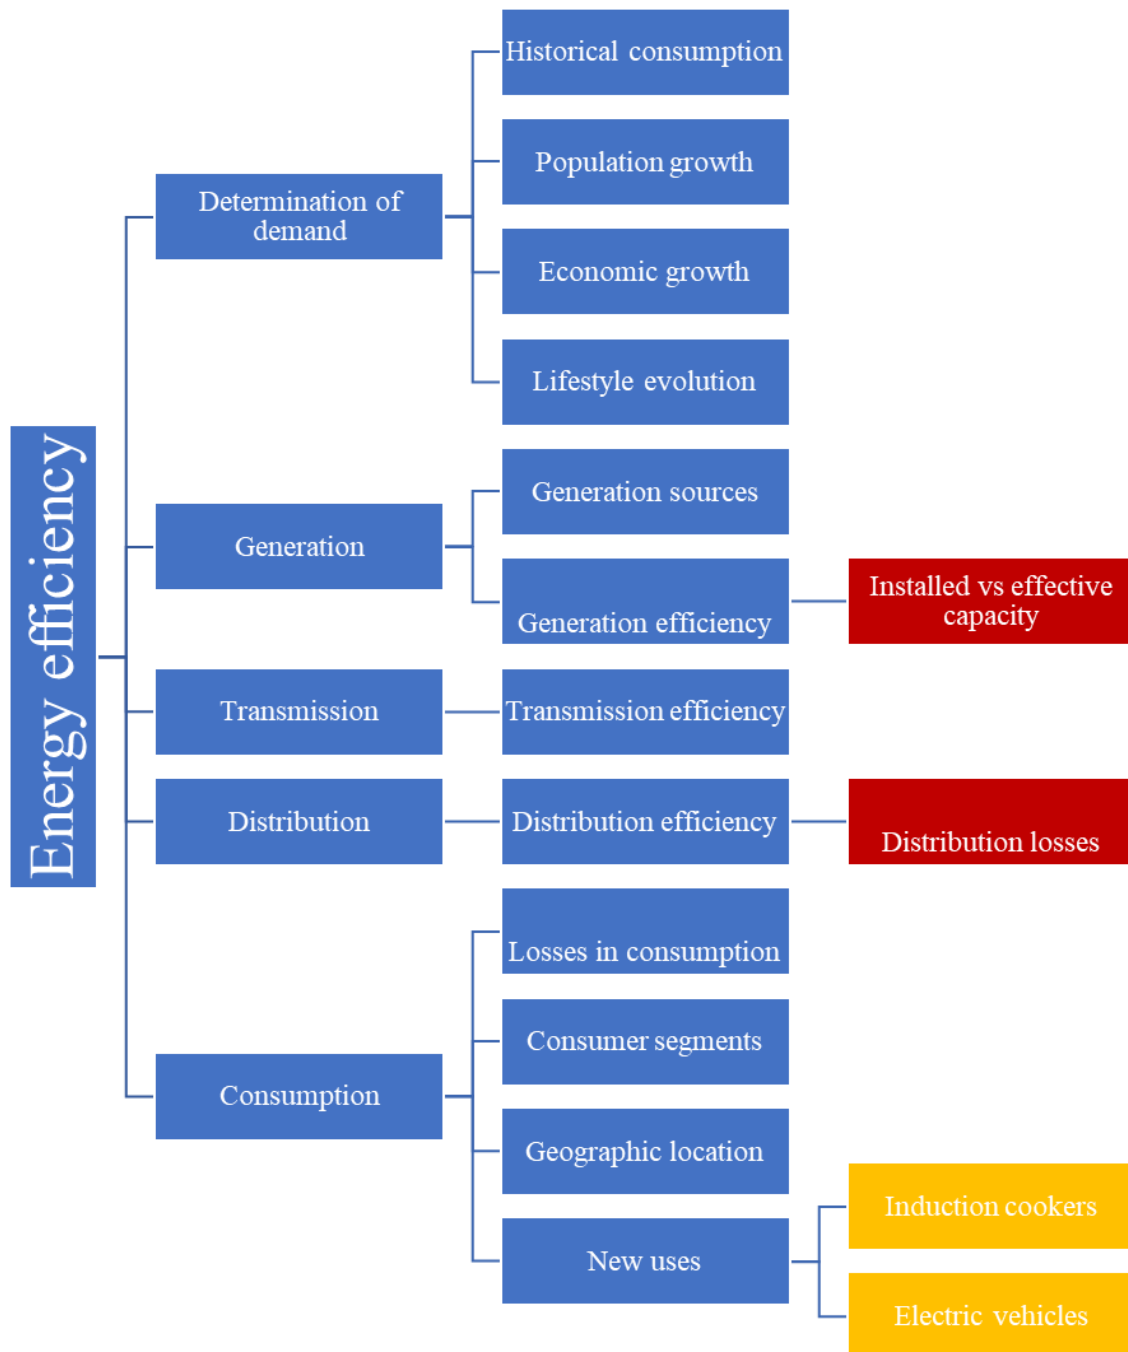 Energy efficiency
Determination of
demand
Historical consumption
Population growth
Economic growth
Lifestyle evolution
Generation
Generation sources
Generation efficiency
Installed vs effective
capacity
Transmission
Transmission efficiency
Distribution
Distribution efficiency
Distribution losses
Consumption
Losses in consumption
Consumer segments
Geographic location
New uses
Induction cookers
Electric vehicles